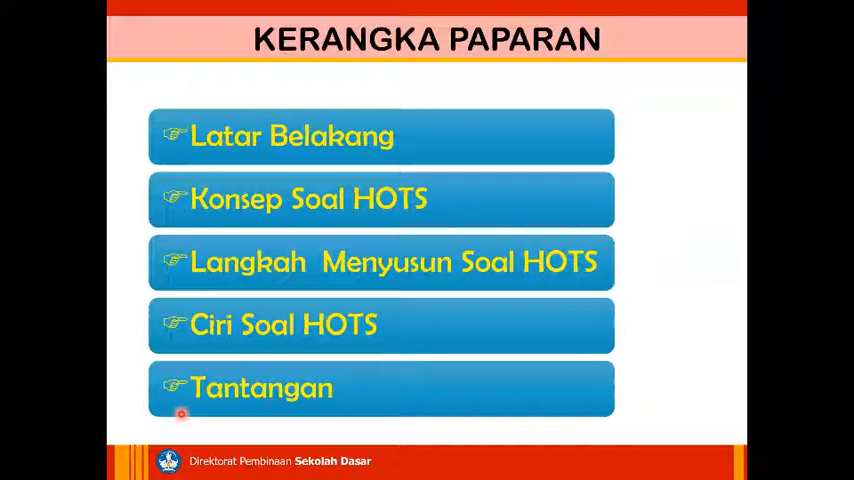 KERANGKA PAPARAN
Latar Belakang
Konsep Soal HOTS
Langkah Menyusun Soal HOTS
Ciri Soal HOTS
Tantangan
Direktorat Pembinaan Sekolah Dasar